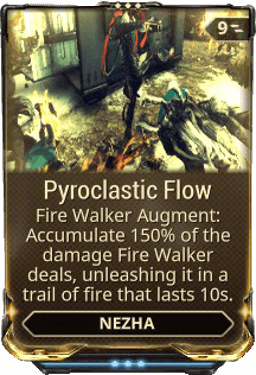 9
Pyroclastic Flow
Fire Walker Augment:
Accumulate 150% of the
damage Fire Walker
deals, unleashing it in a
trail of fire that lasts 10s.
NEZHA